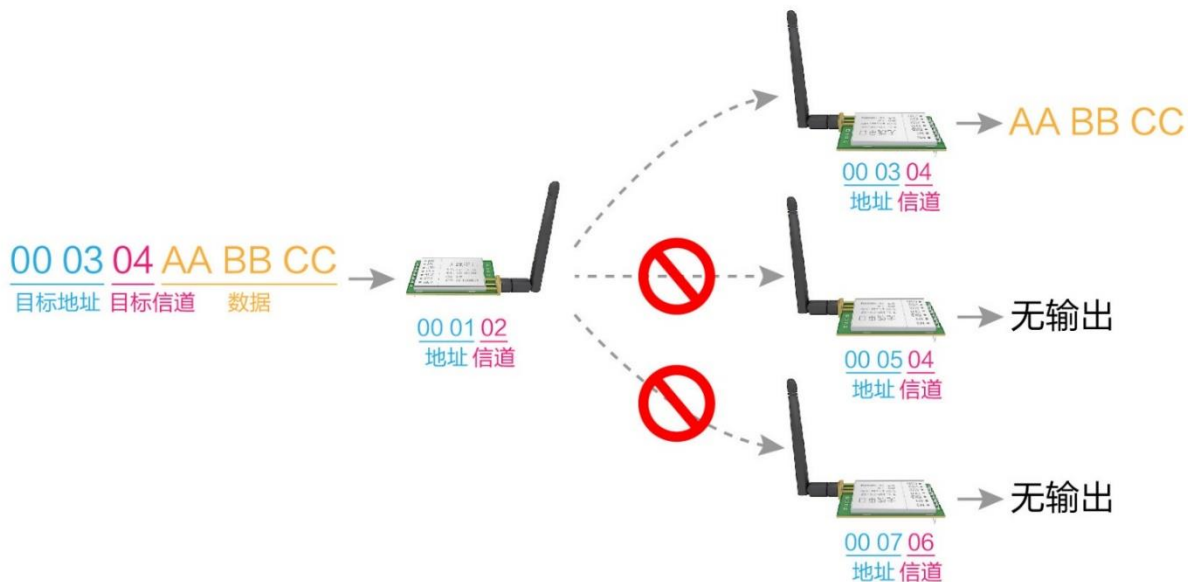 00 03 04 AA BB CC
目标地址 目标信道 数据
00 01 02
地址 信道
AA BB CC
00 03 04
地址 信道
无输出
00 05 04
地址 信道
无输出
00 07 06
地址 信道